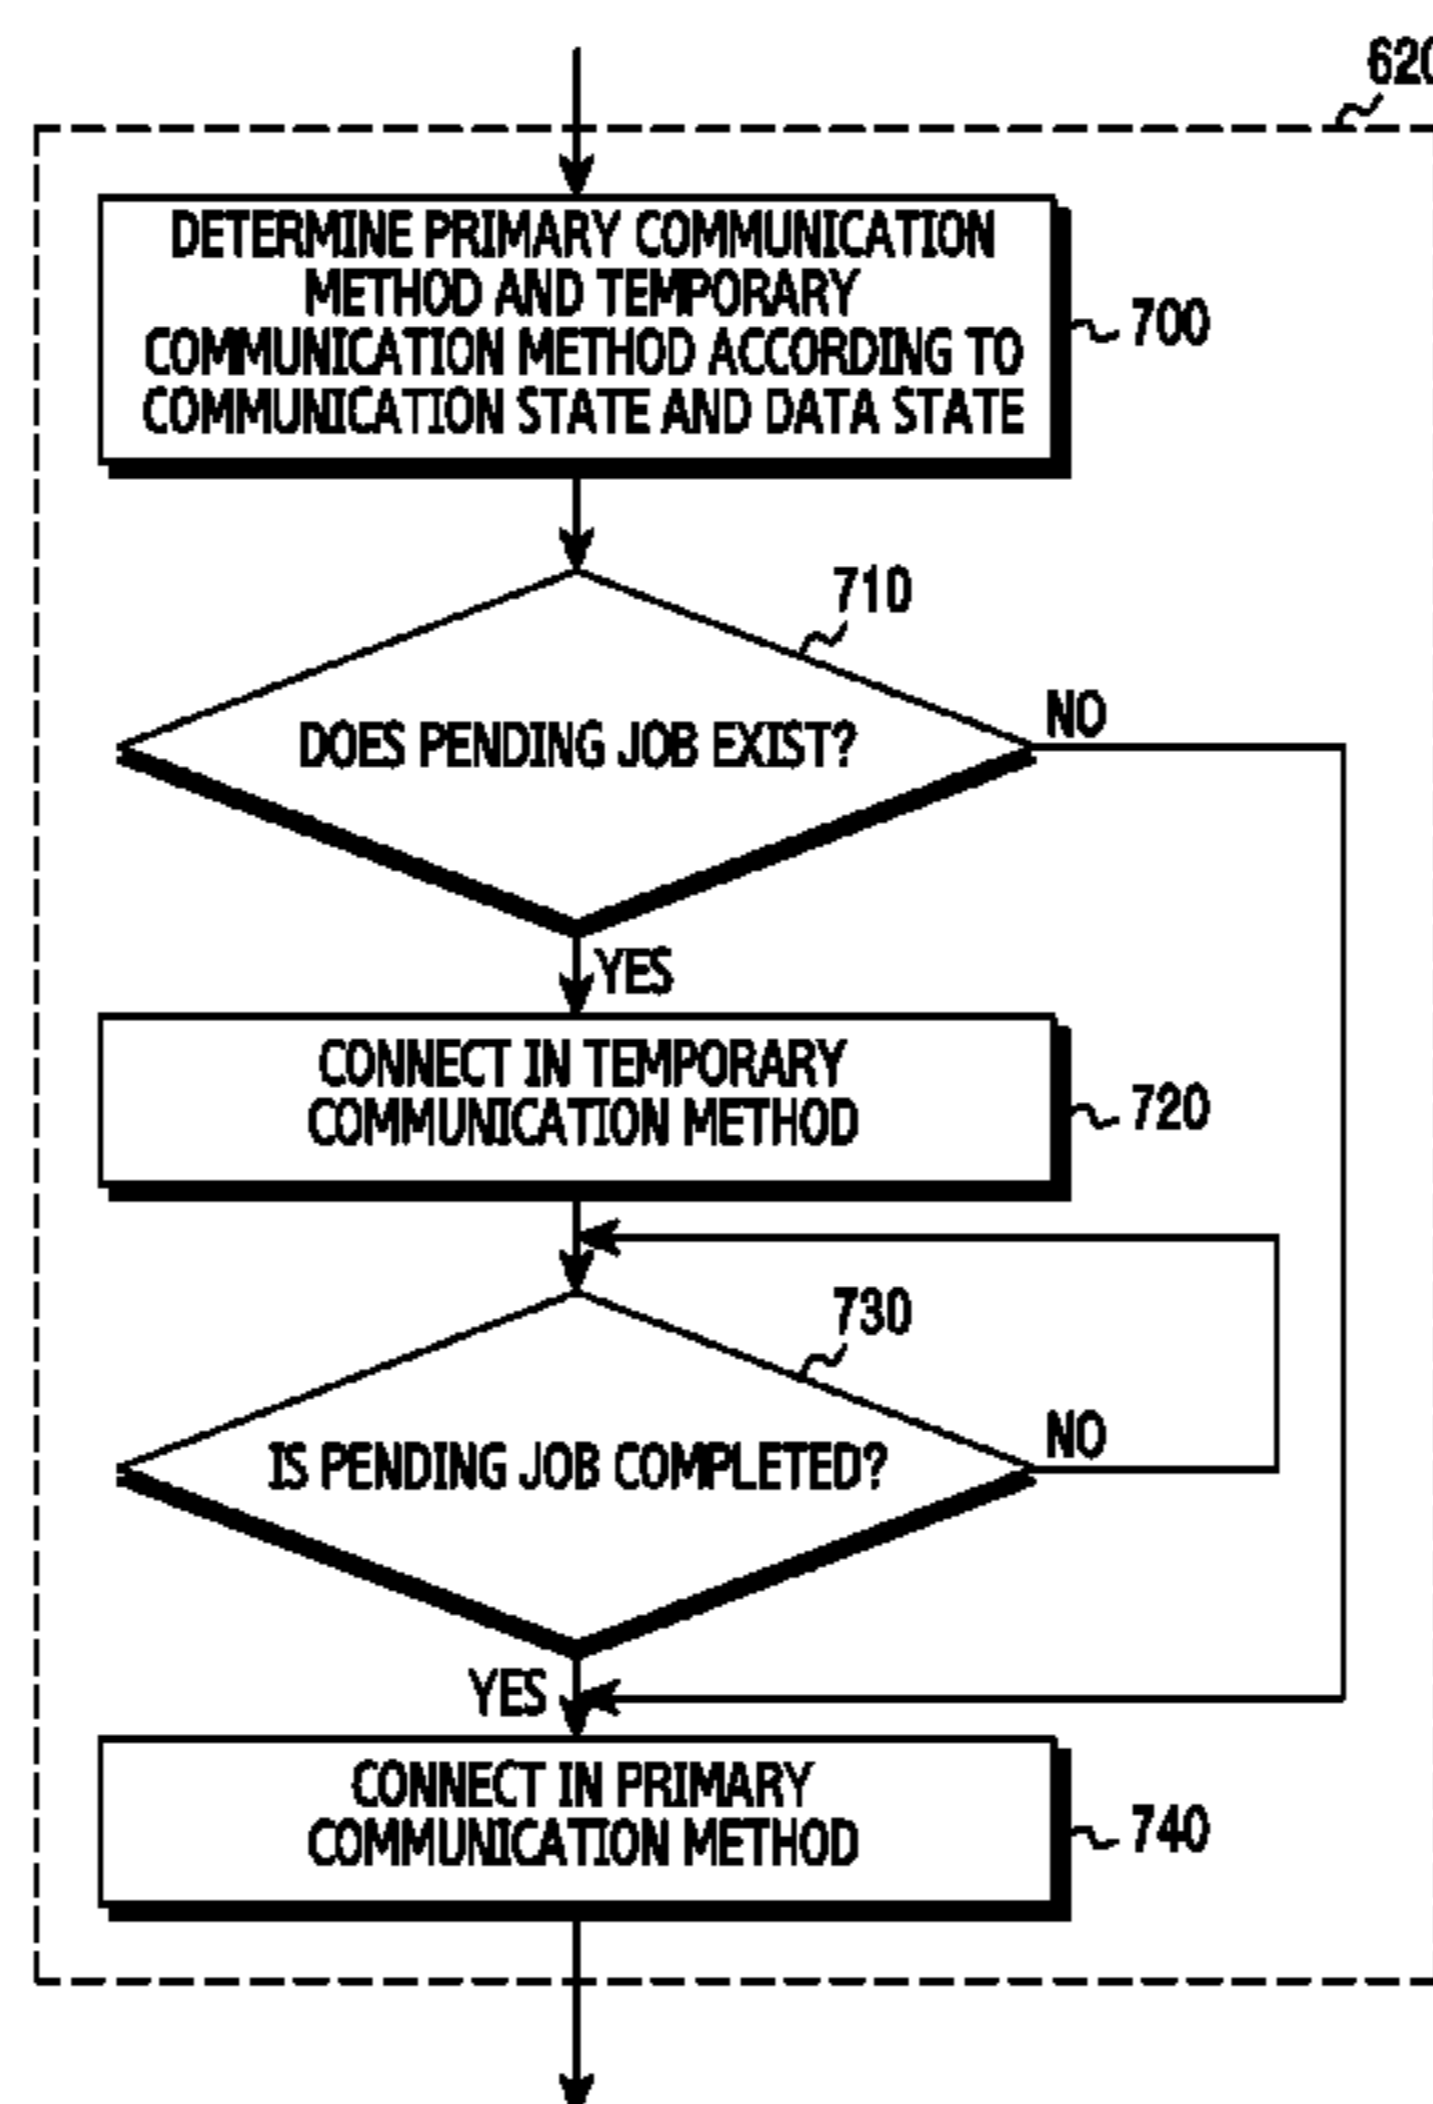 620
DETERMINE PRIMARY COMMUNICATION
METHOD AND TEMPORARY
COMMUNICATION METHOD ACCORDING TO
COMMUNICATION STATE AND DATA STATE
700
710
DOES PENDING JOB EXIST?
NO
YES
CONNECT IN TEMPORARY
COMMUNICATION METHOD
720
730
IS PENDING JOB COMPLETED?
NO
YES
CONNECT IN PRIMARY
COMMUNICATION METHOD
740